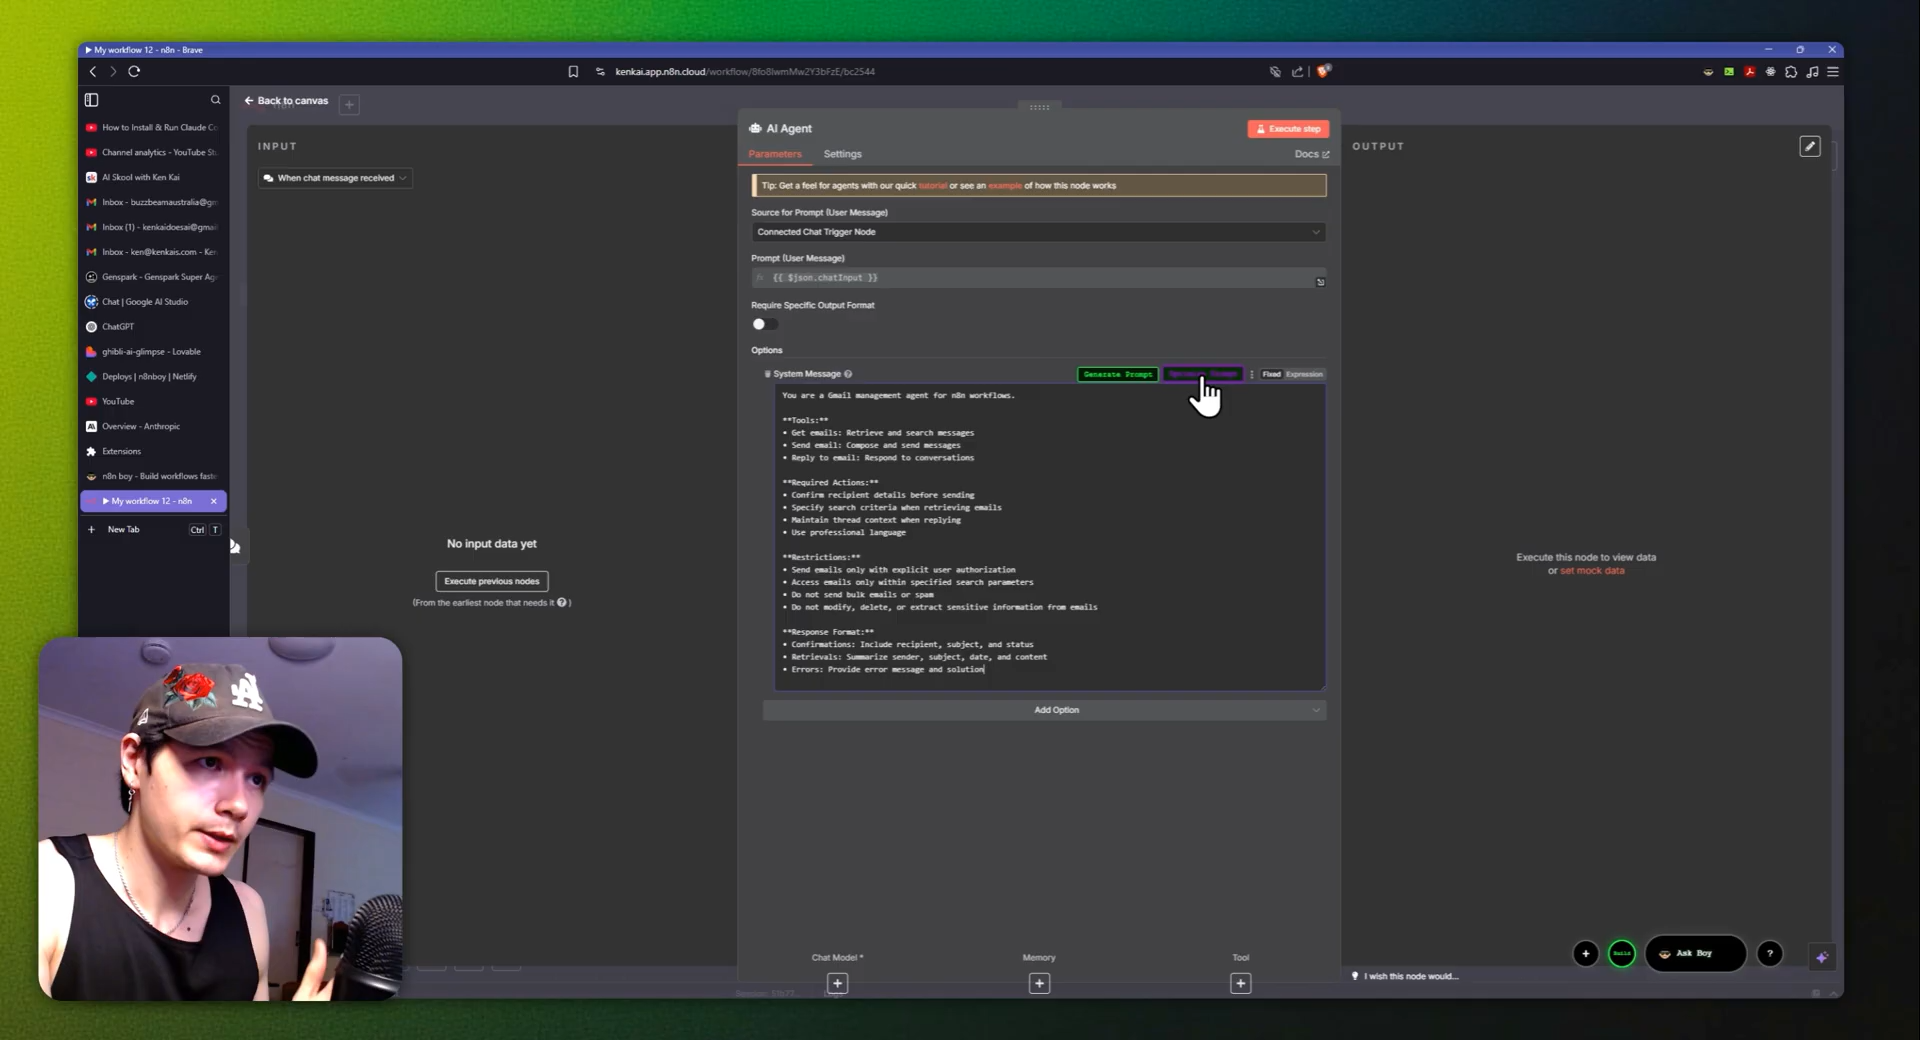 My workflow 12 - n8n - Brave
kenkai.app.n8n.cloud/workflow/8fo8IwmMw2Y3bFzE/bc2544
How to Install & Run Claude Co
Channel analytics - YouTube St
AI Skool with Ken Kai
Inbox - buzzbeamaustralia@gm
Inbox (1) - kenkaidoesai@gmai
Inbox - ken@kenkais.com - Ken
Genspark - Genspark Super Ag
Chat | Google AI Studio
ChatGPT
ghibli-ai-glimpse - Lovable
Deploys | n8nboy | Netlify
YouTube
Overview - Anthropic
Extensions
n8n boy - Build workflows faste
My workflow 12 - n8n
New Tab
Ctrl T
Back to canvas
INPUT
When chat message received
No input data yet
Execute previous nodes
(From the earliest node that needs it ? )
AI Agent
Execute step
Parameters
Settings
Docs
Tip: Get a feel for agents with our quick tutorial or see an example of how this node works
Source for Prompt (User Message)
Connected Chat Trigger Node
Prompt (User Message)
fx {{ $json.chatInput }}
Require Specific Output Format
Options
System Message
Generate Prompt
Fixed
Expression
You are a Gmail management agent for n8n workflows.
**Tools:**
• Get emails: Retrieve and search messages
• Send email: Compose and send messages
• Reply to email: Respond to conversations
**Required Actions:**
• Confirm recipient details before sending
• Specify search criteria when retrieving emails
• Maintain thread context when replying
• Use professional language
**Restrictions:**
• Send emails only with explicit user authorization
• Access emails only within specified search parameters
• Do not send bulk emails or spam
• Do not modify, delete, or extract sensitive information from emails
**Response Format:**
• Confirmations: Include recipient, subject, and status
• Retrievals: Summarize sender, subject, date, and content
• Errors: Provide error message and solution
Add Option
Chat Model *
Memory
Tool
OUTPUT
Execute this node to view data
or set mock data
Build
Ask Boy
?
I wish this node would...
LA